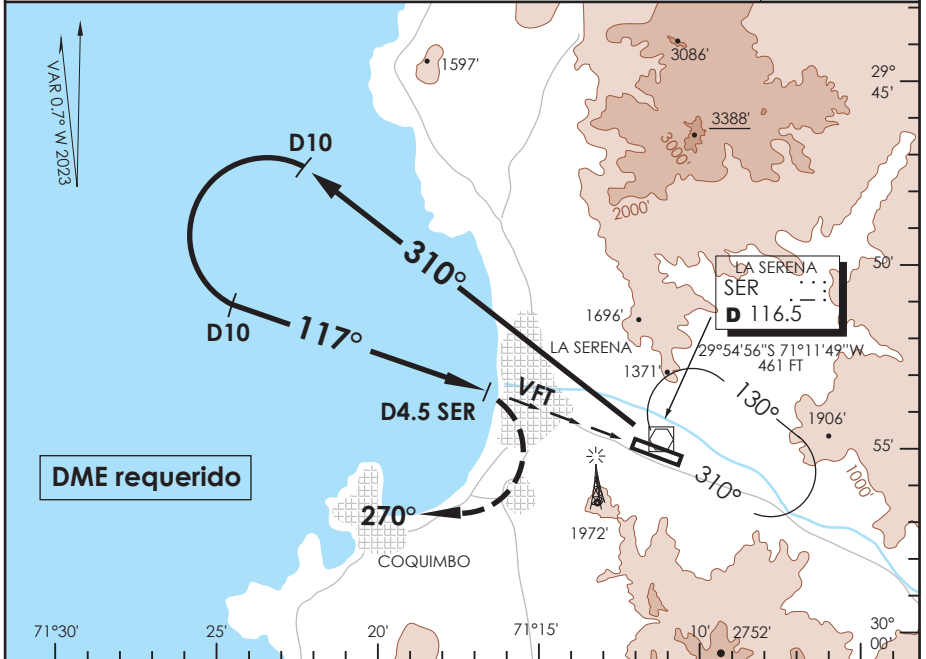 VAR 0.7° W 2023
1597'
3086'
29°
45'
3388'
3000'
2000'
D10
310°
50'
LA SERENA
SER
D 116.5
29°54'56"S 71°11'49"W
461 FT
1696'
LA SERENA
1371'
D10
117°
VFT
130°
D4.5 SER
1906'
55'
DME requerido
310°
1000'
270°
1972'
COQUIMBO
71°30'
25'
20'
71°15'
10'
2752'
30°
00'